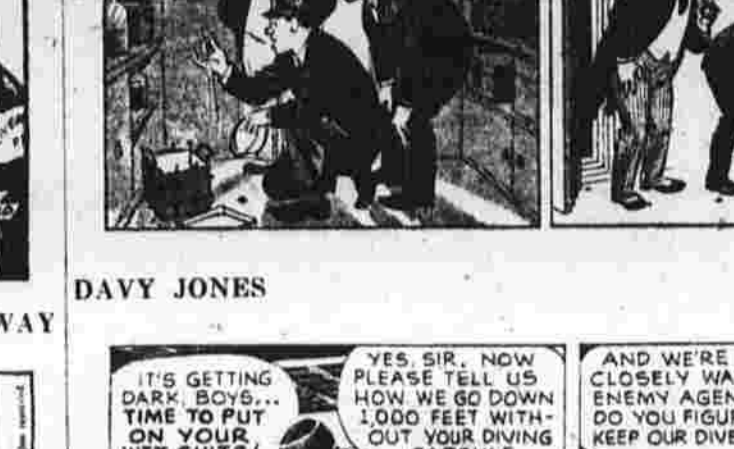 DAVY JONES
WAY
IT'S GETTING
DARK, BOYS...
TIME TO PUT
ON YOUR
YES, SIR. NOW
PLEASE TELL US
HOW WE GO DOWN
1,000 FEET WITH-
OUT YOUR DIVING
AND WE'RE
CLOSELY WA
ENEMY AGEN
DO YOU FIGU
KEEP OUR DIVE